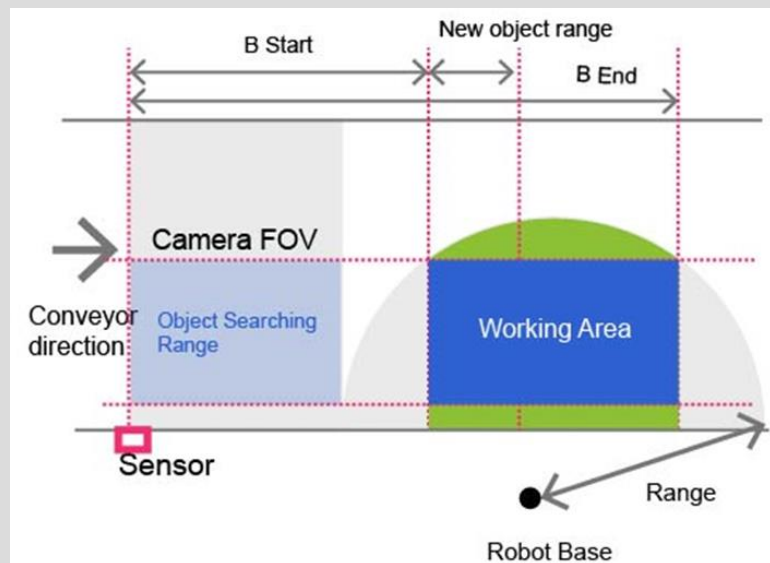 New object range
B Start
B End
Camera FOV
Conveyor
direction
Object Searching
Range
Working Area
Sensor
Range
Robot Base